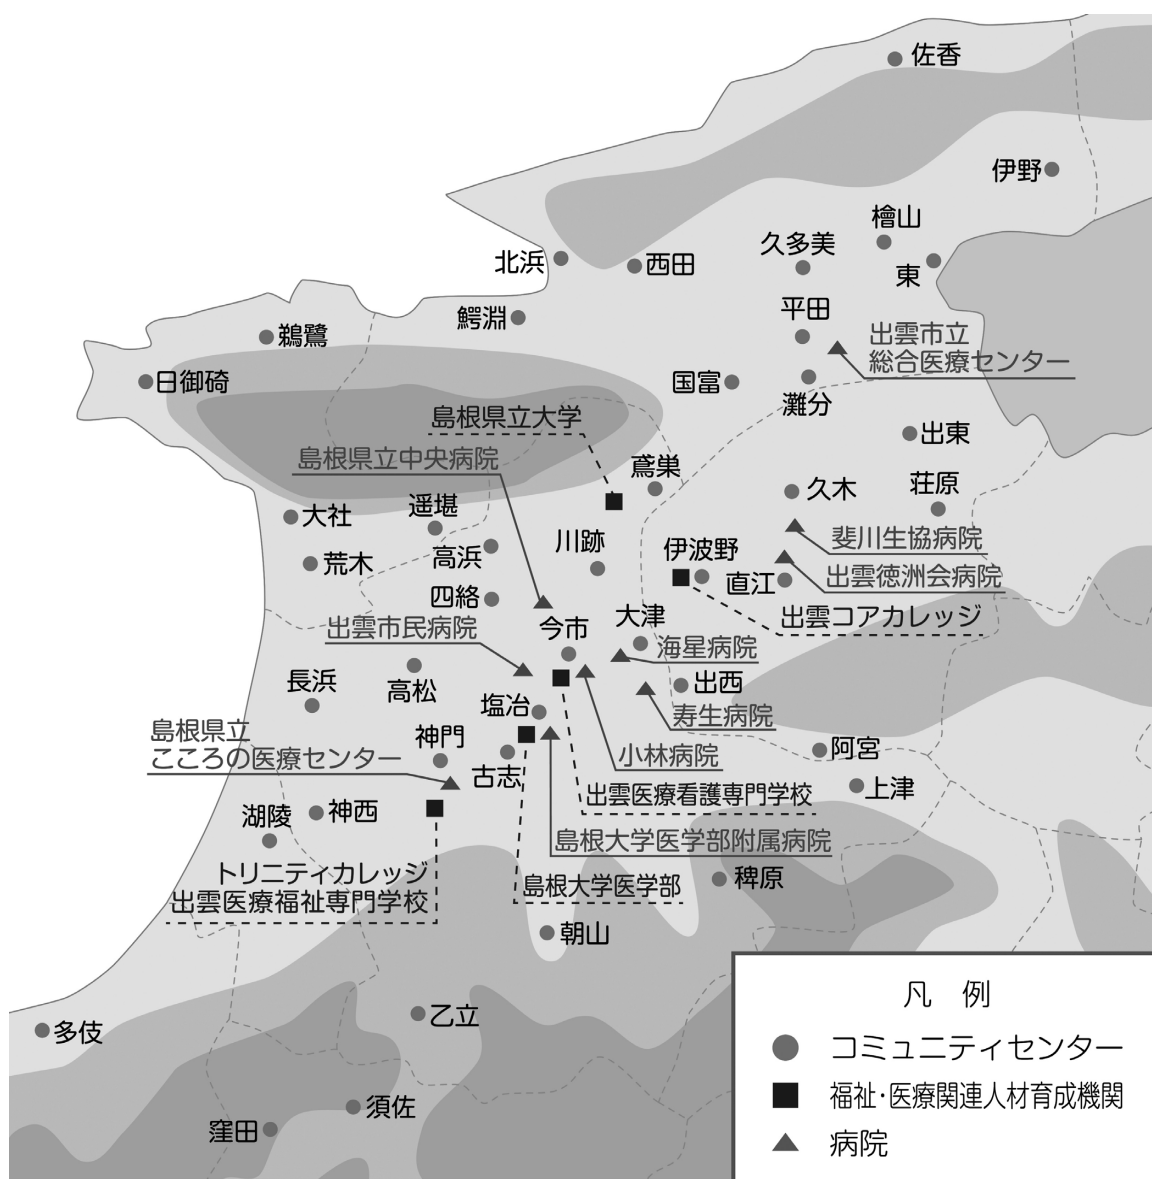 佐香
伊野
檜山
久多美
東
北浜
西田
平田
鰐淵
出雲市立
総合医療センター
鵜鷺
日御碕
国富
灘分
島根県立大学
出東
島根県立中央病院
鳶巣
久木
荘原
遥堪
大社
川跡
斐川生協病院
高浜
伊波野
荒木
直江
出雲徳洲会病院
四絡
出雲コアカレッジ
大津
今市
出雲市民病院
海星病院
長浜
高松
出西
塩冶
寿生病院
島根県立
こころの医療センター
神門
阿宮
小林病院
古志
上津
出雲医療看護専門学校
湖陵
神西
島根大学医学部附属病院
トリニティカレッジ
出雲医療福祉専門学校
島根大学医学部
稗原
朝山
乙立
多伎
須佐
窪田
凡 例
コミュニティセンター
福祉・医療関連人材育成機関
病院